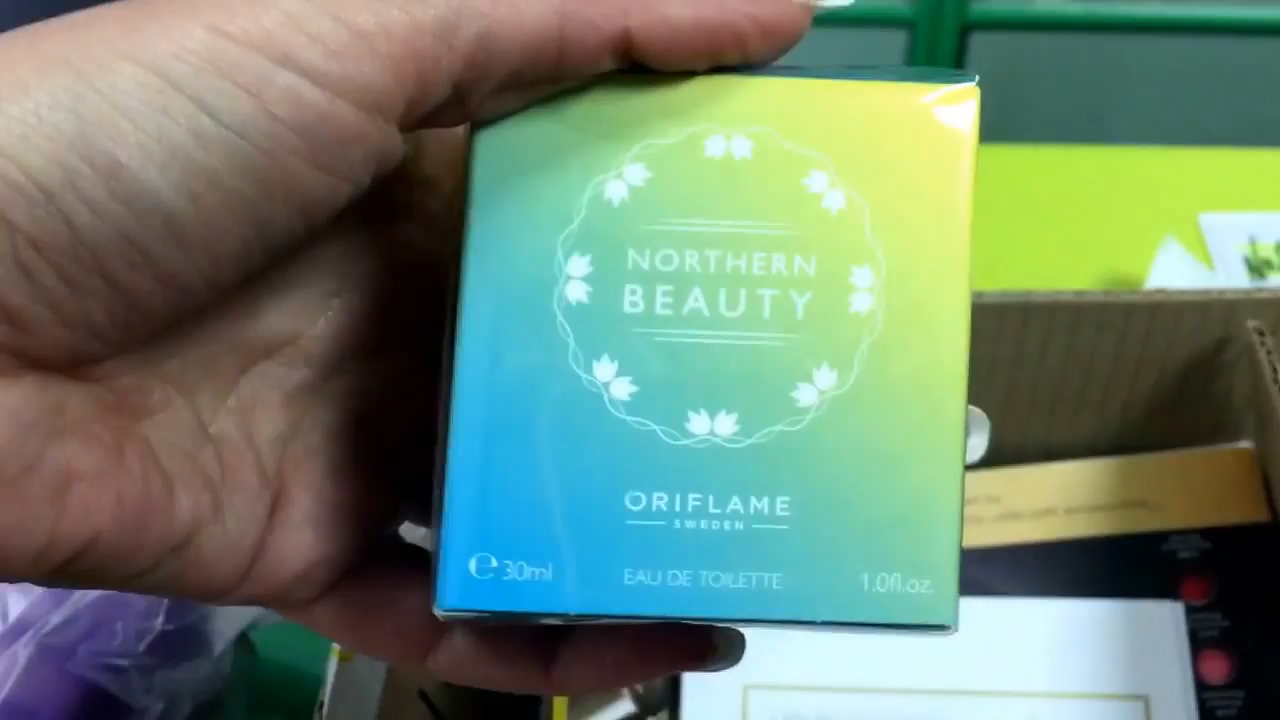 NORTHERN
BEAUTY
ORIFLAME
SWEDEN
℮ 30ml EAU DE TOILETTE 1.0fl.oz.